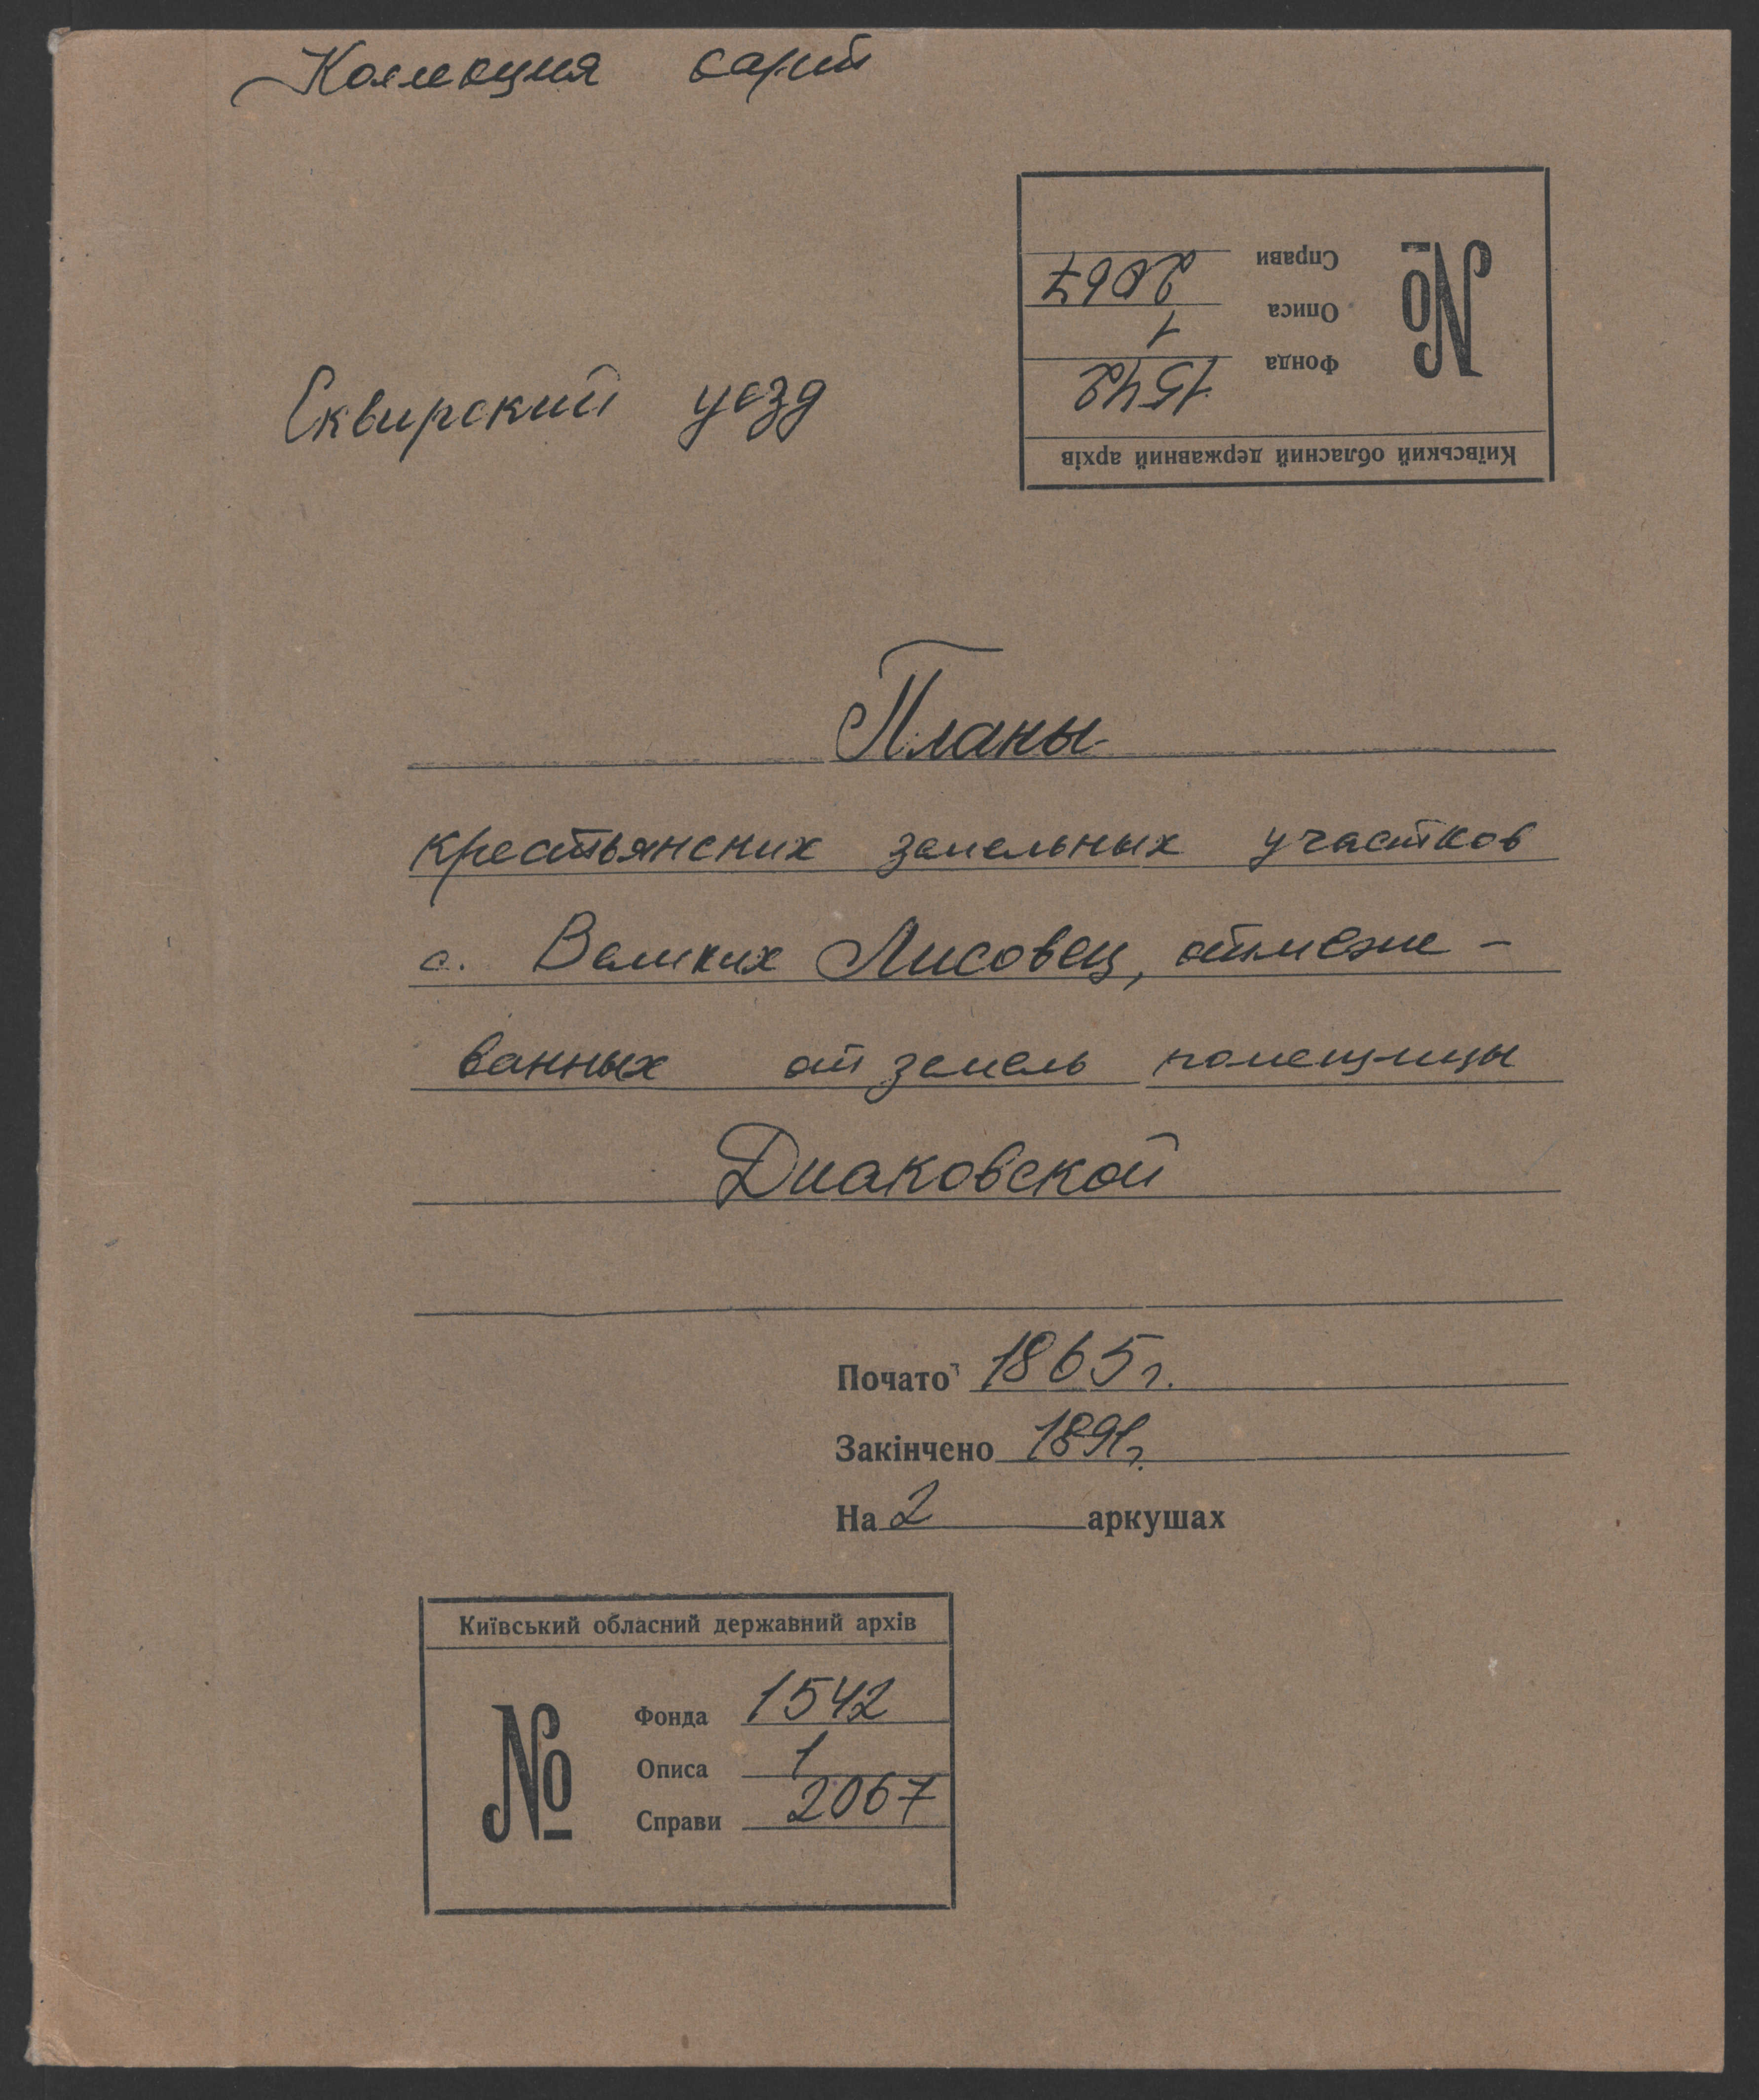 Коллекция карт
Київський обласний державний архів
№
Фонда 1542
Описа 1
Справи 2067
Сквирский уезд
Планы
крестьянских земельных участков
с. Великих Лисовец, отмеже-
ванных от земель помещицы
Диаковской
Почато 1865 г.
Закінчено 1891 г.
На 2 аркушах
Київський обласний державний архів
№
Фонда 1542
Описа 1
Справи 2067